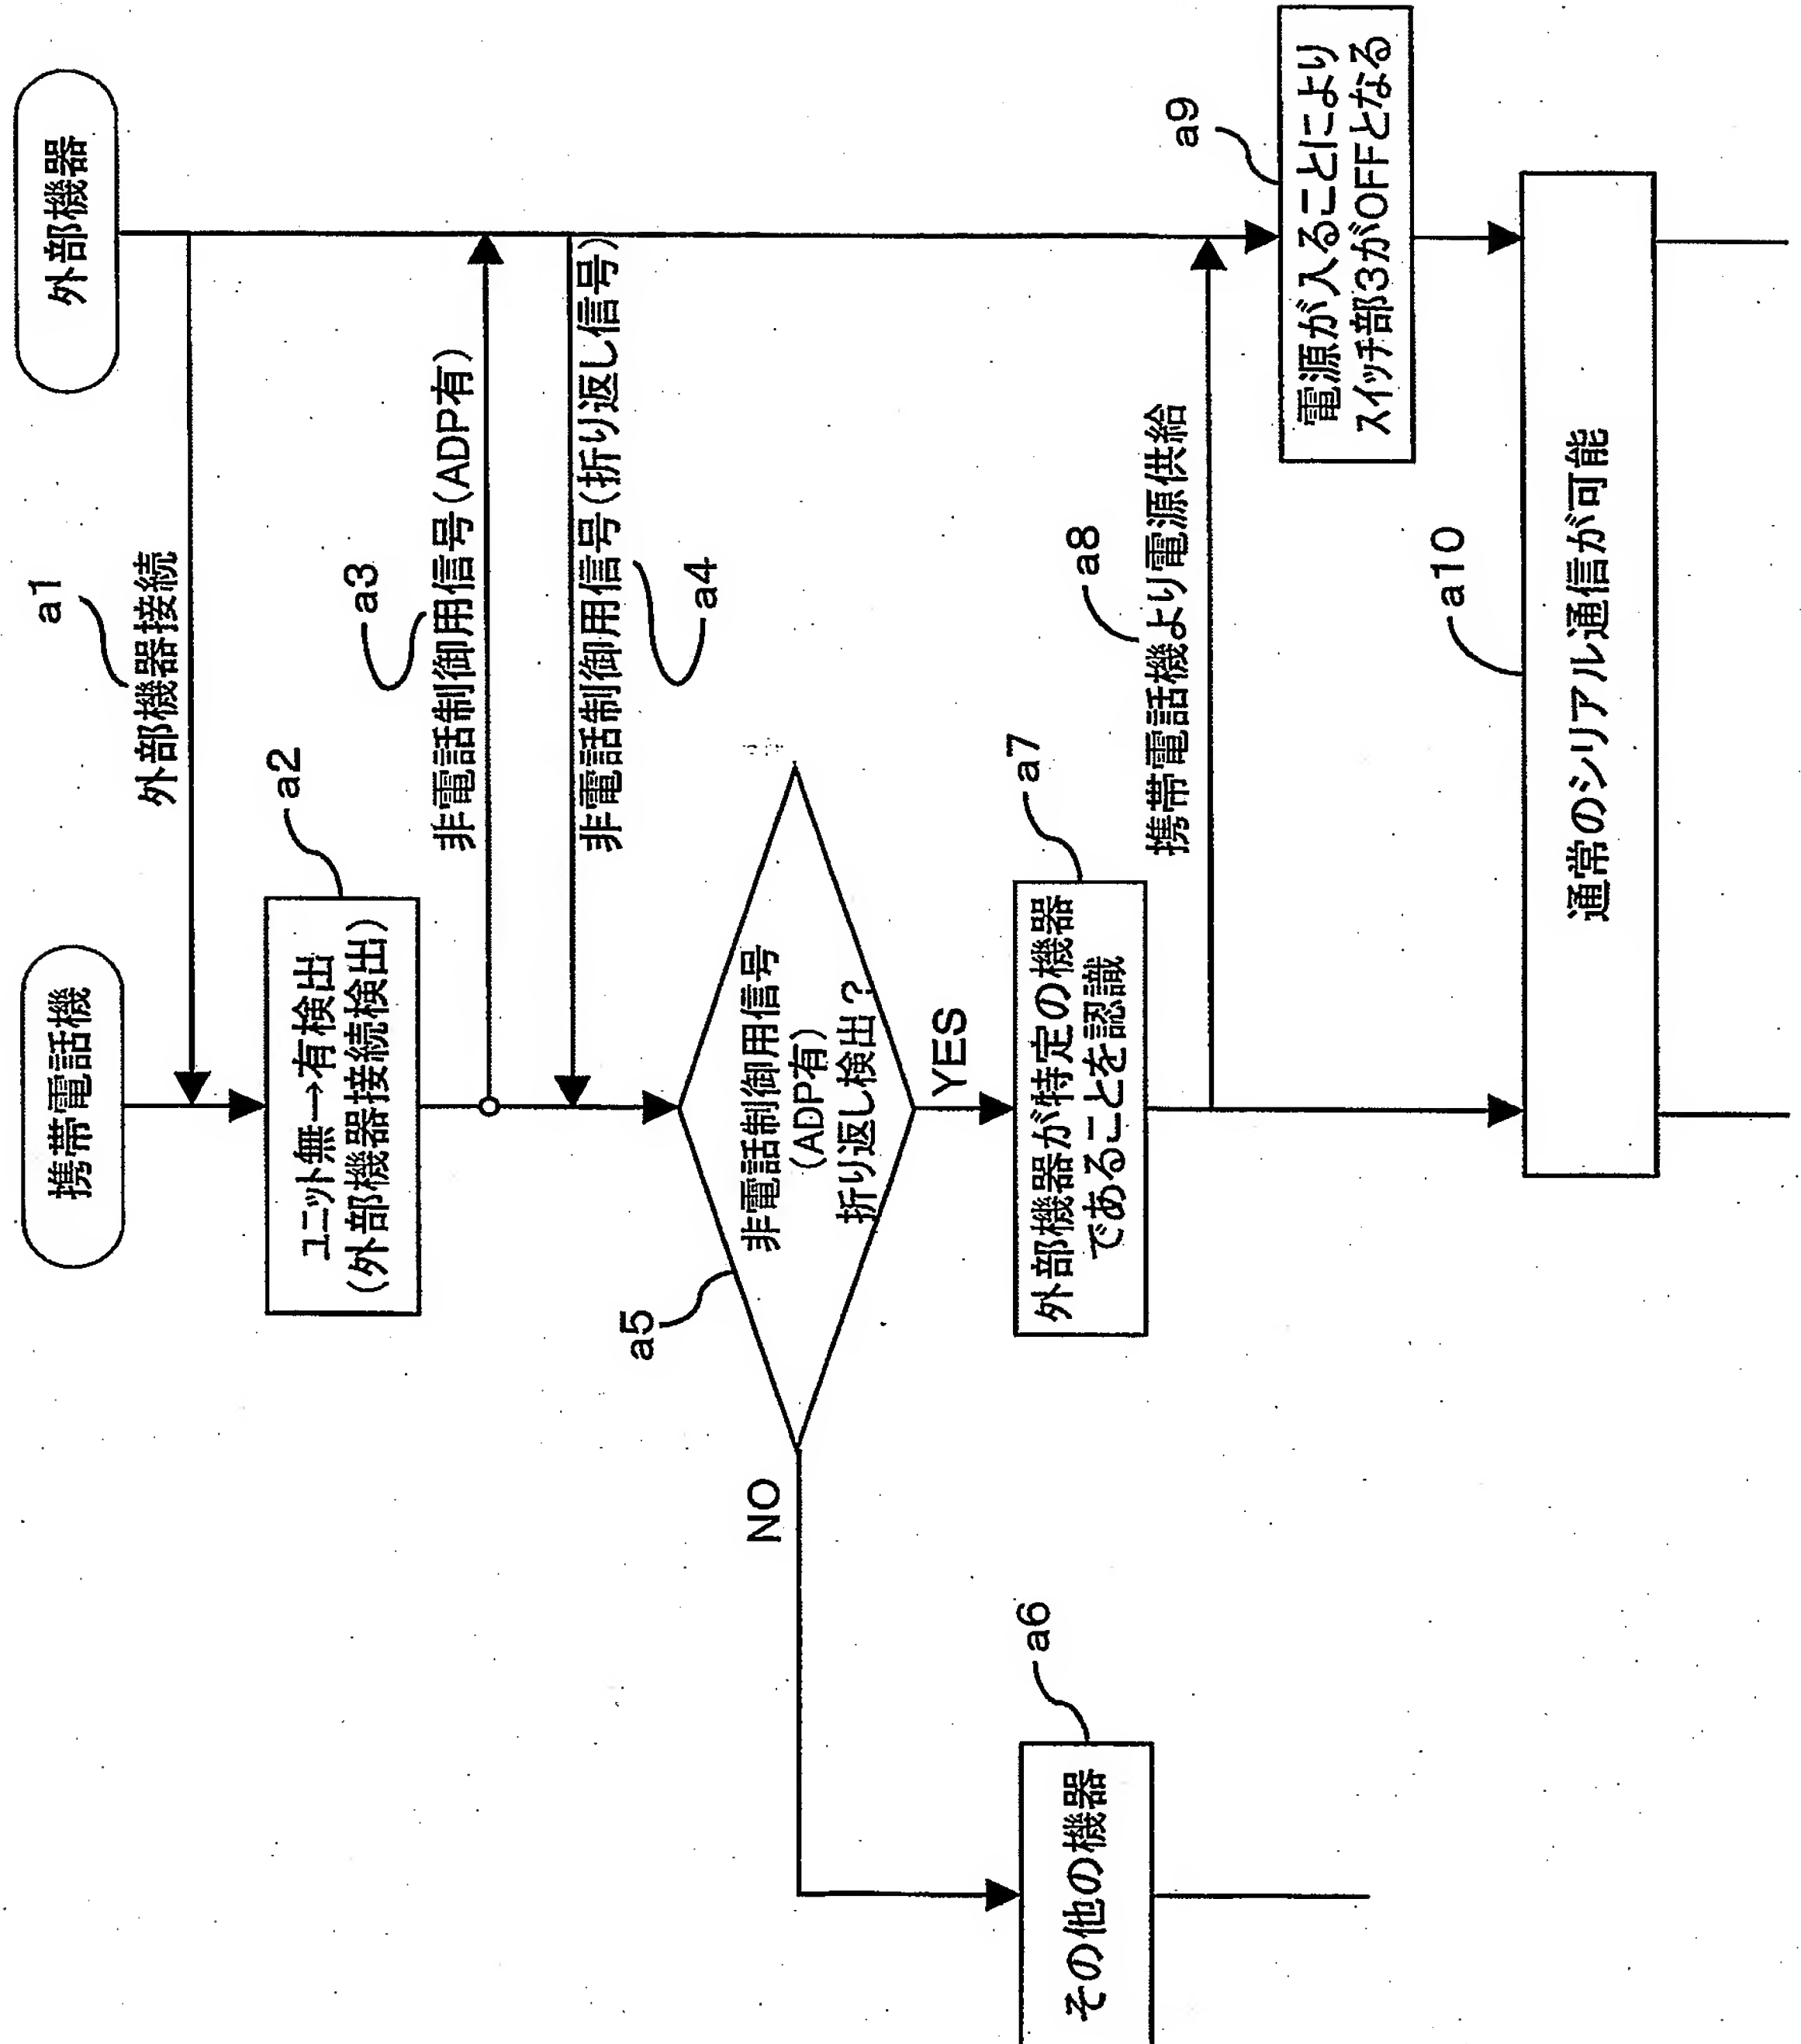 携帯電話機
外部機器
a1
外部機器接続
a2
ユニット無→有検出
(外部機器接続検出)
a3
非電話制御用信号(ADP有)
非電話制御用信号(折り返し信号)
a4
a5
非電話制御用信号
(ADP有)
折り返し検出?
NO
YES
a6
その他の機器
a7
外部機器が特定の機器
であることを認識
a8
携帯電話機より電源供給
a9
電源が入ることにより
スイッチ部3がOFFとなる
a10
通常のシリアル通信が可能